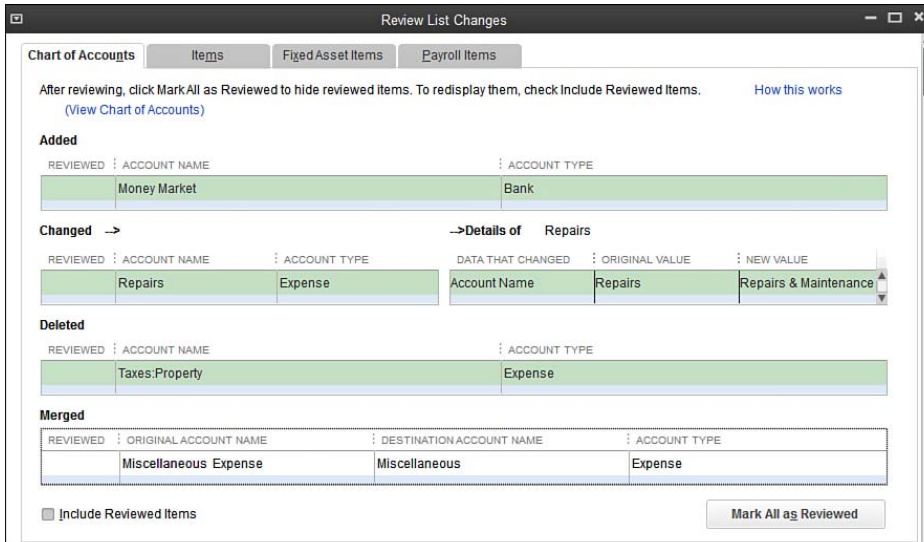 Review List Changes
Chart of Accounts Items Fixed Asset Items Payroll Items
After reviewing, click Mark All as Reviewed to hide reviewed items. To redisplay them, check Include Reviewed Items. How this works
(View Chart of Accounts)
Added
REVIEWED ACCOUNT NAME ACCOUNT TYPE
Money Market Bank
Changed --> -->Details of Repairs
REVIEWED ACCOUNT NAME ACCOUNT TYPE DATA THAT CHANGED ORIGINAL VALUE NEW VALUE
Repairs Expense Account Name Repairs Repairs & Maintenance
Deleted
REVIEWED ACCOUNT NAME ACCOUNT TYPE
Taxes:Property Expense
Merged
REVIEWED ORIGINAL ACCOUNT NAME DESTINATION ACCOUNT NAME ACCOUNT TYPE
Miscellaneous Expense Miscellaneous Expense
Include Reviewed Items Mark All as Reviewed